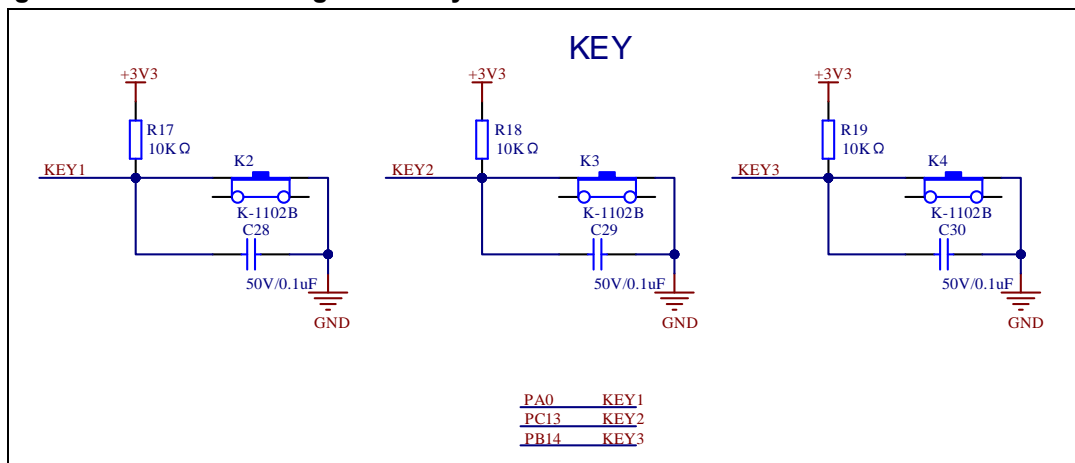 KEY
+3V3
+3V3
+3V3
R17
10KΩ
R18
10KΩ
R19
10KΩ
KEY1
K2
KEY2
K3
KEY3
K4
K-1102B
K-1102B
K-1102B
C28
C29
C30
50V/0.1uF
50V/0.1uF
50V/0.1uF
GND
GND
GND
PA0 KEY1
PC13 KEY2
PB14 KEY3